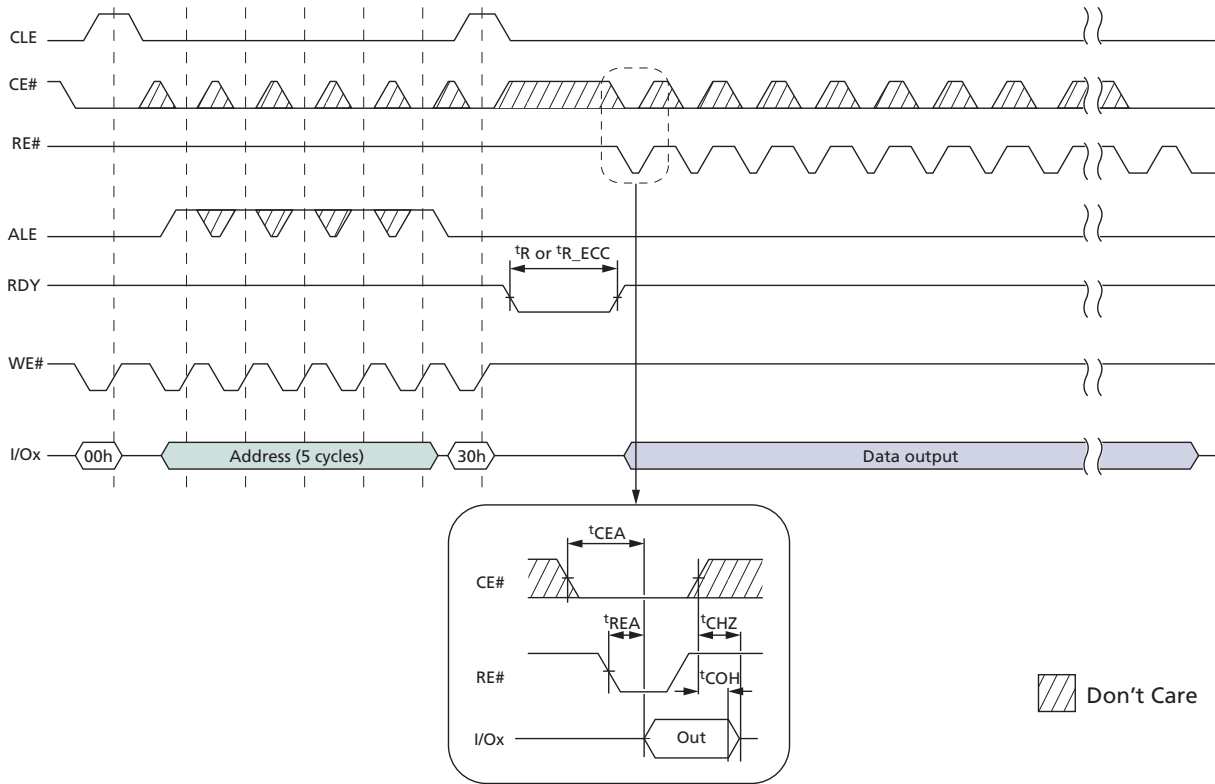 CLE
CE#
RE#
ALE
tR or tR_ECC
RDY
WE#
I/Ox
00h
Address (5 cycles)
30h
Data output
tCEA
CE#
tREA
tCHZ
RE#
tCOH
I/Ox
Out
Don't Care